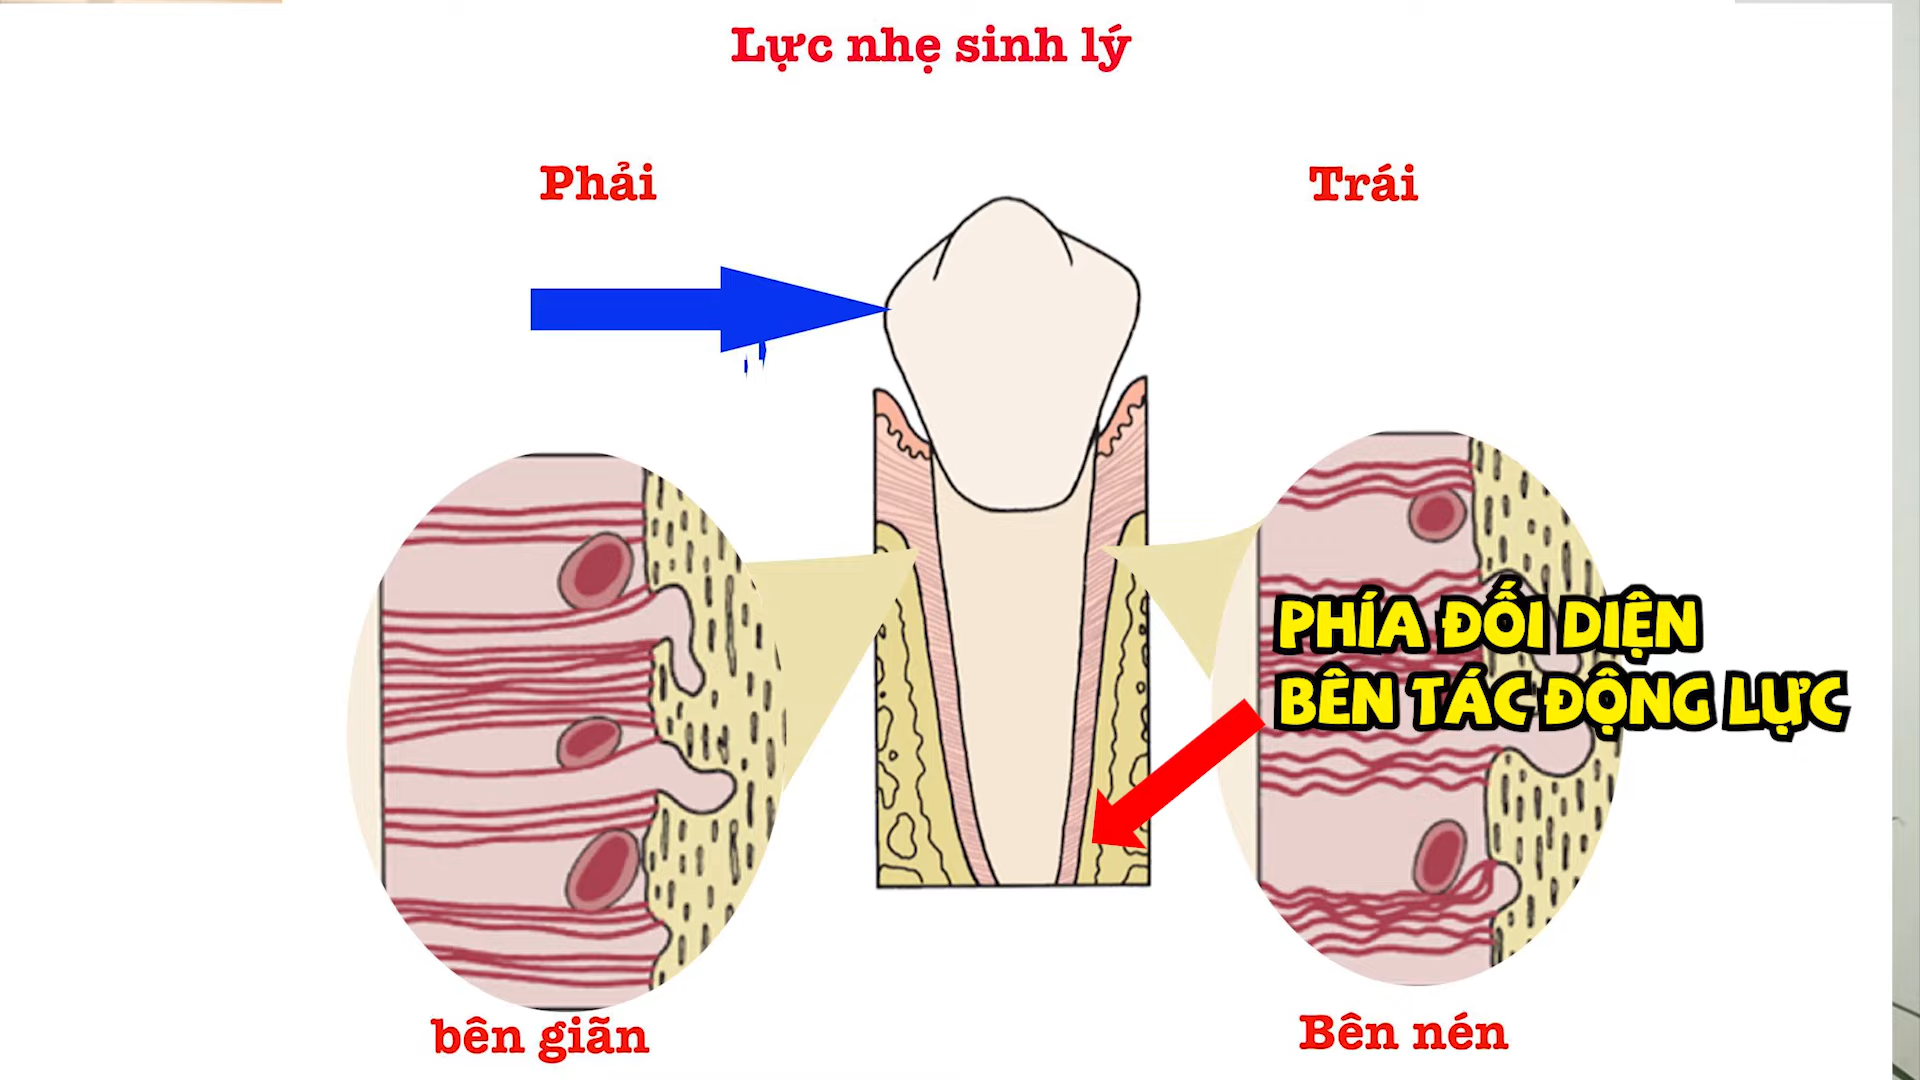 Lực nhẹ sinh lý
Phải
Trái
PHÍA ĐỐI DIỆN
BÊN TÁC ĐỘNG LỰC
bên giãn
Bên nén